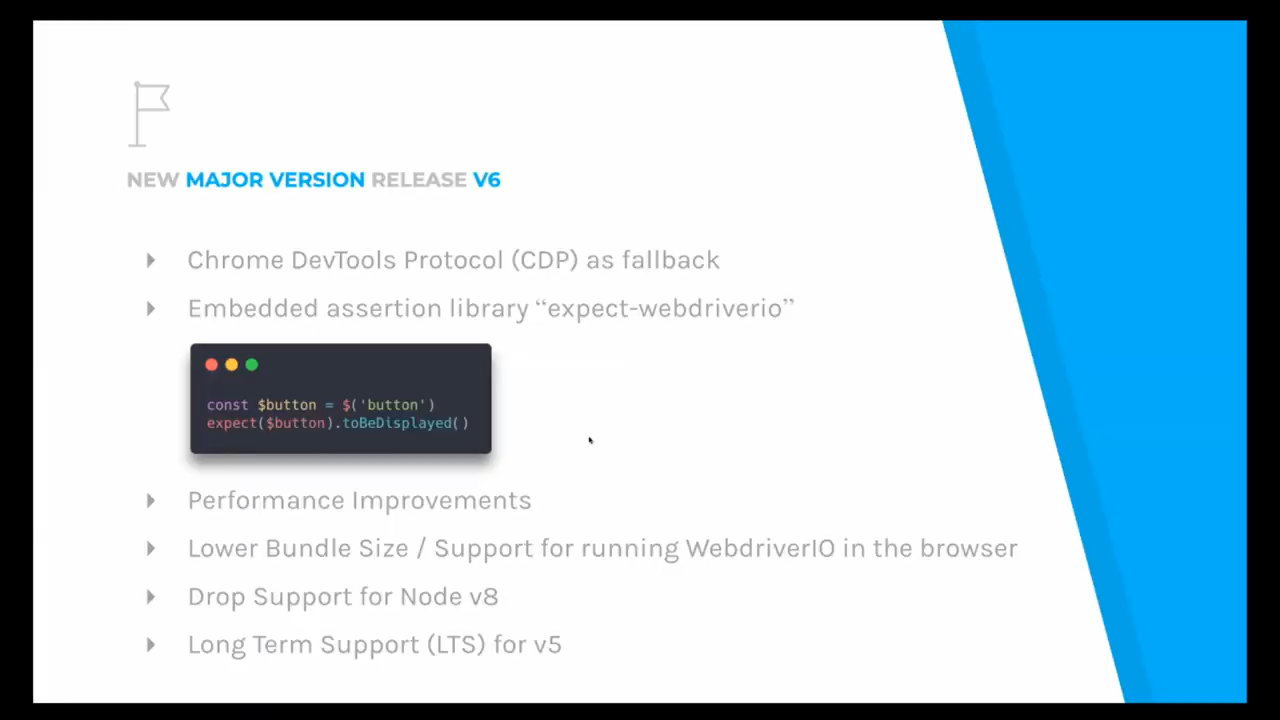 NEW MAJOR VERSION RELEASE V6
Chrome DevTools Protocol (CDP) as fallback
Embedded assertion library “expect-webdriverio”
const $button = $('button')
expect($button).toBeDisplayed()
Performance Improvements
Lower Bundle Size / Support for running WebdriverIO in the browser
Drop Support for Node v8
Long Term Support (LTS) for v5